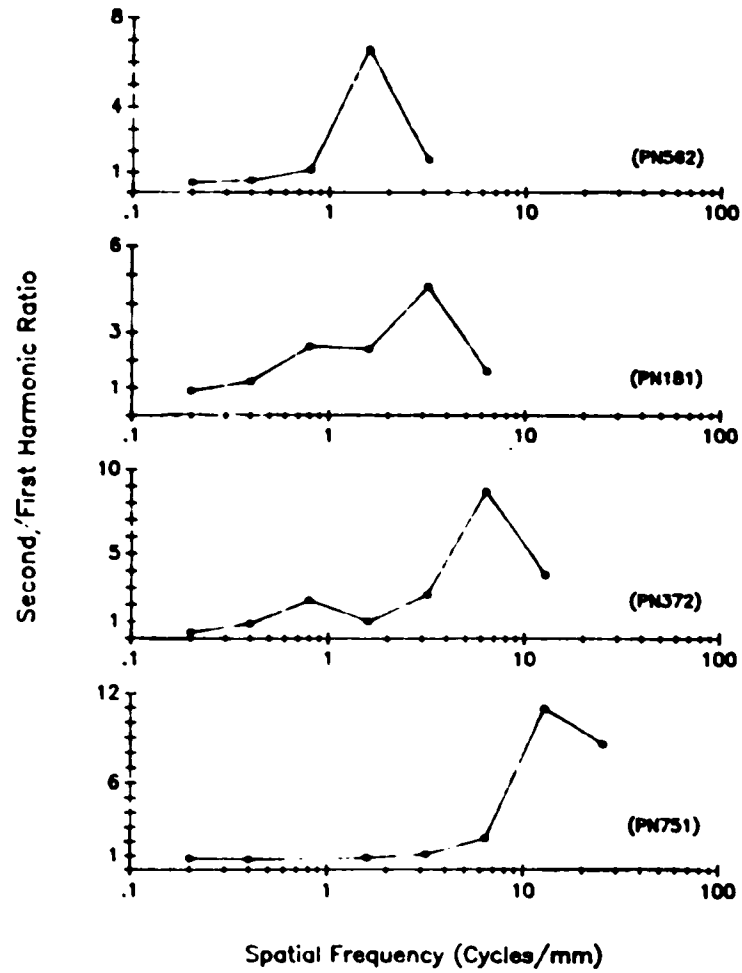 Second/First Harmonic Ratio
8
4
1
(PN562)
.1 1 10 100
6
3
1
(PN181)
.1 1 10 100
10
5
1
(PN372)
.1 1 10 100
12
6
1
(PN751)
.1 1 10 100
Spatial Frequency (Cycles/mm)